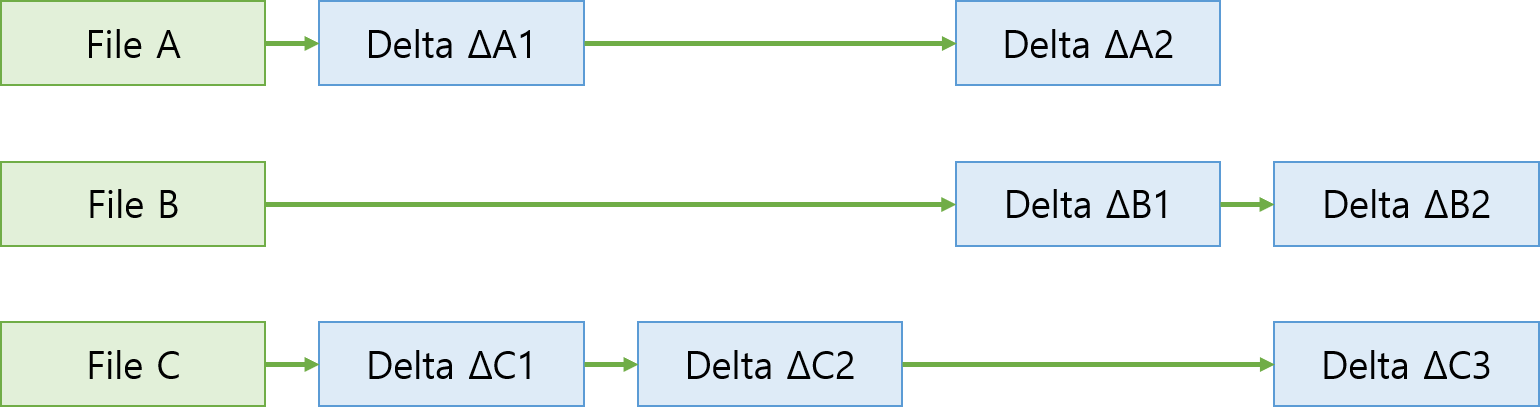 File A Delta ΔA1 Delta ΔA2
File B Delta ΔB1 Delta ΔB2
File C Delta ΔC1 Delta ΔC2 Delta ΔC3